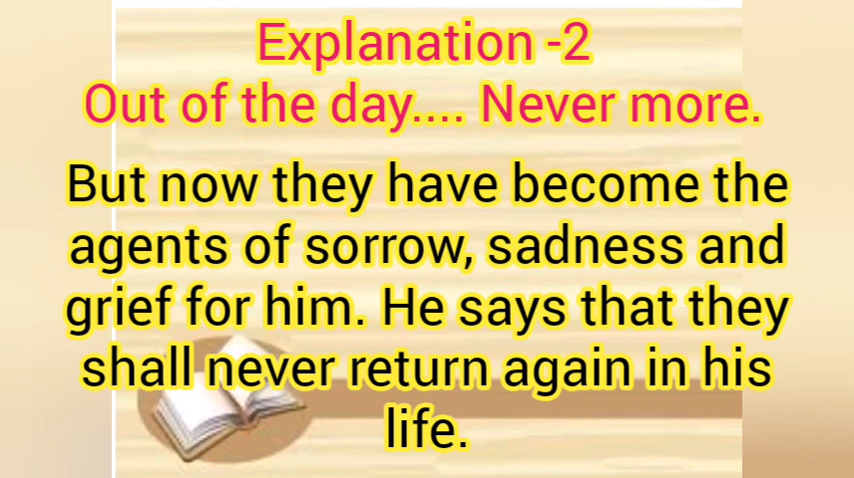 Explanation -2
Out of the day.... Never more.
But now they have become the
agents of sorrow, sadness and
grief for him. He says that they
shall never return again in his
life.